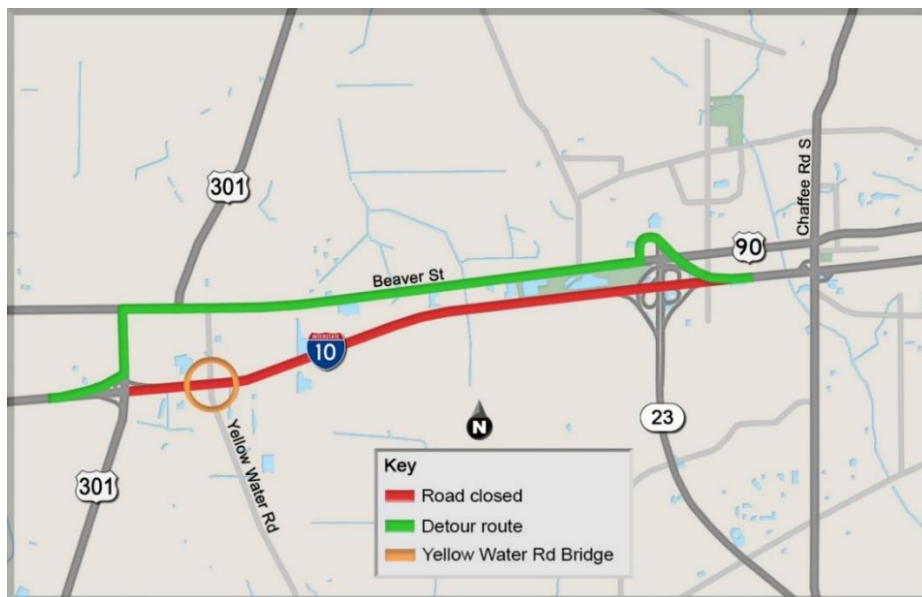 301
Chaffee Rd S
90
Beaver St
INTERSTATE
10
23
N
Yellow Water Rd
301
Key
Road closed
Detour route
Yellow Water Rd Bridge